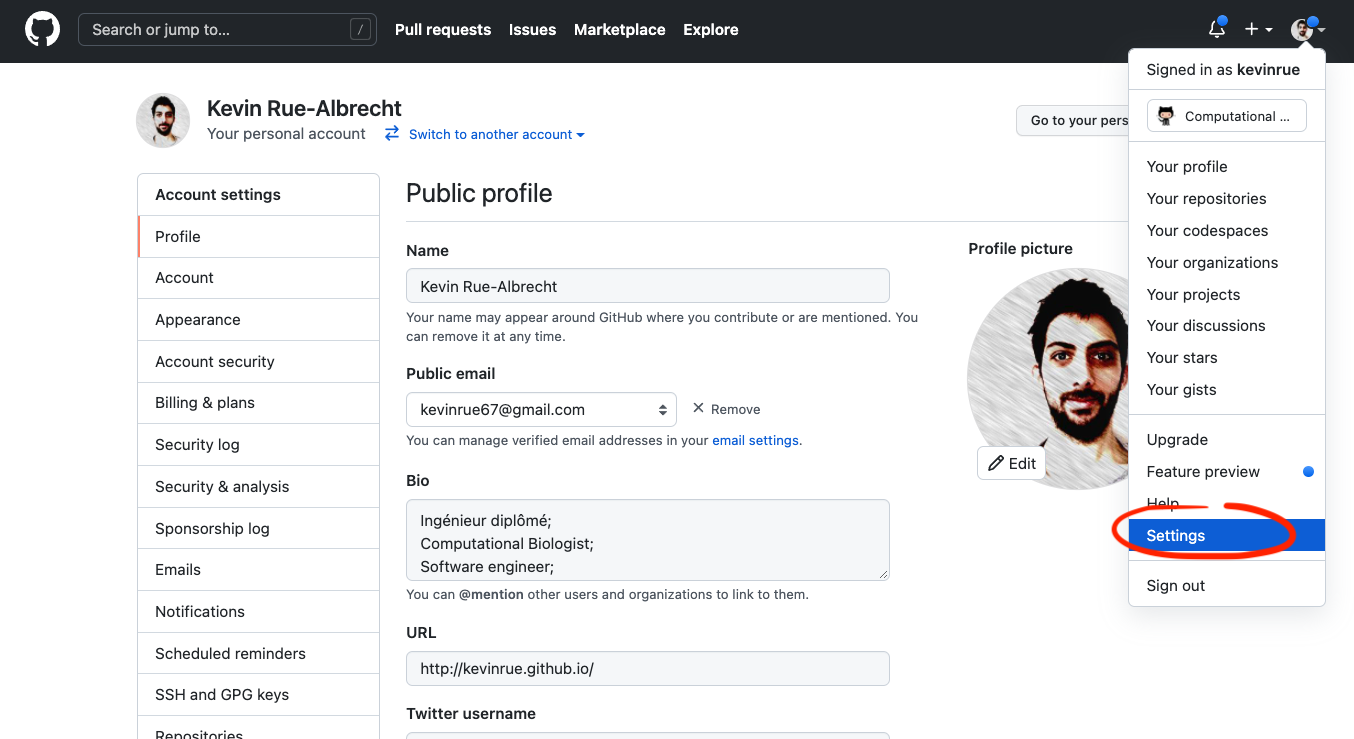 Search or jump to...
/
Pull requests
Issues
Marketplace
Explore
Kevin Rue-Albrecht
Your personal account
Switch to another account
Go to your pers
Account settings
Profile
Account
Appearance
Account security
Billing & plans
Security log
Security & analysis
Sponsorship log
Emails
Notifications
Scheduled reminders
SSH and GPG keys
Repositories
Public profile
Name
Kevin Rue-Albrecht
Your name may appear around GitHub where you contribute or are mentioned. You
can remove it at any time.
Public email
kevinrue67@gmail.com
Remove
You can manage verified email addresses in your email settings.
Bio
Ingénieur diplômé;
Computational Biologist;
Software engineer;
You can @mention other users and organizations to link to them.
URL
http://kevinrue.github.io/
Twitter username
Profile picture
Edit
Signed in as kevinrue
Computational ...
Your profile
Your repositories
Your codespaces
Your organizations
Your projects
Your discussions
Your stars
Your gists
Upgrade
Feature preview
Help
Settings
Sign out